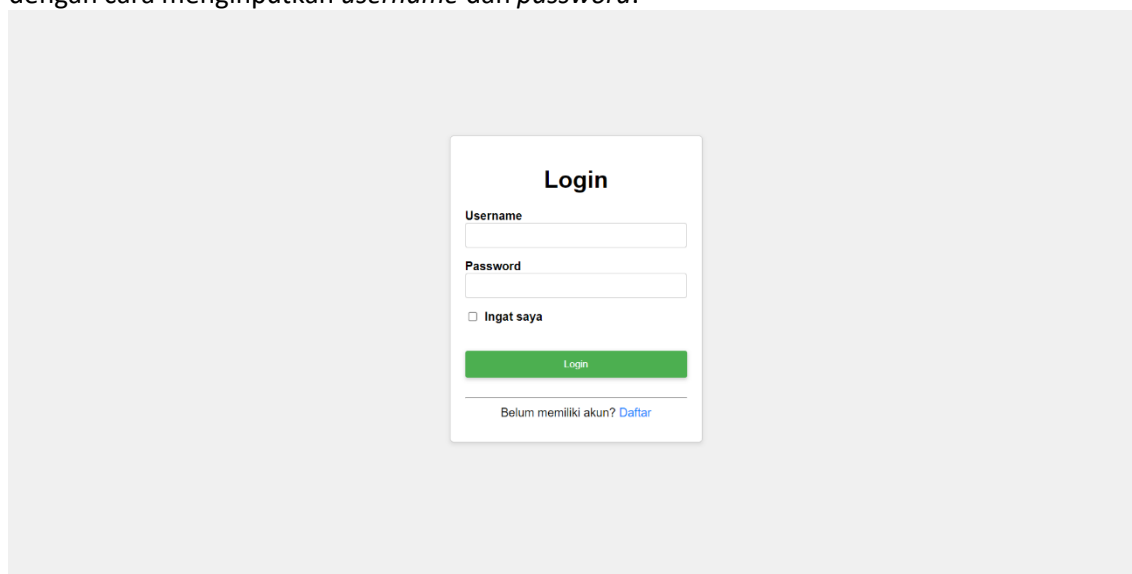 dengan cara menginputkan username dan password.
Login
Username
Password
Ingat saya
Login
Belum memiliki akun? Daftar